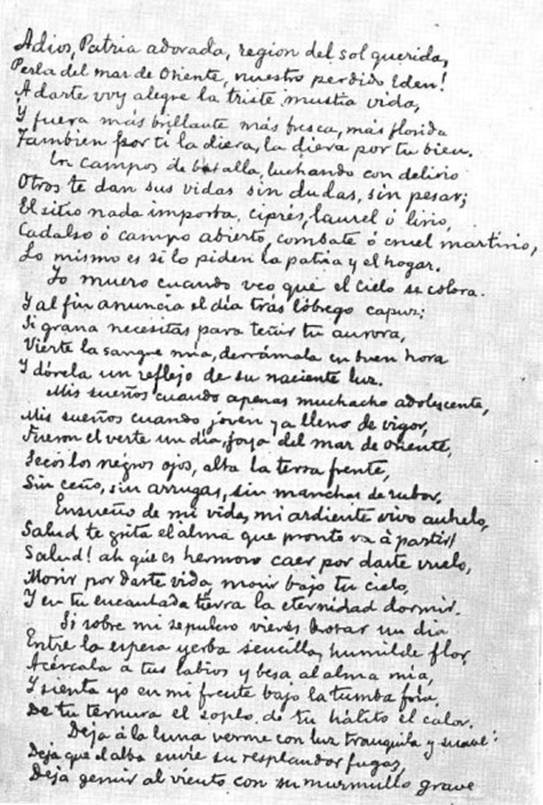 Adios, Patria adorada, region del sol querida,
Perla del mar de Oriente, nuestro perdido Eden!
A darte voy alegre la triste mustia vida,
Y fuera más brillante más fresca, más florida
Tambien por ti la diera, la diera por tu bien.
En campos de batalla, luchando con delirio
Otros te dan sus vidas sin dudas, sin pesar;
El sitio nada importa, ciprés, laurel ó lirio,
Cadalso ó campo abierto, combate ó cruel martirio,
Lo mismo es si lo piden la patria y el hogar.
Yo muero cuando veo que el cielo se colora.
Y al fin anuncia el día trás lóbrego capuz;
Si grana necesitas para teñir tu aurora,
Vierte la sangre mía, derrámala en buen hora
Y dórela un reflejo de su naciente luz.
Mis sueños cuando apenas muchacho adolescente,
Mis sueños cuando joven ya lleno de vigor,
Fueron el verte un día, joya del mar de oriente,
Secos los negros ojos, alta la tersa frente,
Sin ceño, sin arrugas, sin manchas de rubor,
Ensueño de mi vida, mi ardiente vivo anhelo,
Salud te grita el alma que pronto va á partir!
Salud! ah que es hermoso caer por darte vuelo,
Morir por darte vida, morir bajo tu cielo,
Y en tu encantada tierra la eternidad dormir.
Si sobre mi sepulcro vieres brotar un dia
Entre la espesa yerba sencilla, humilde flor,
Acércala a tus labios y besa al alma mía,
Y sienta yo en mi frente bajo la tumba fría,
De tu ternura el soplo, de tu hálito el calor.
Deja á la luna verme con luz tranquila y suave:
Deja que el alba envíe su resplandor fugaz,
Deja gemir al viento con su murmullo grave